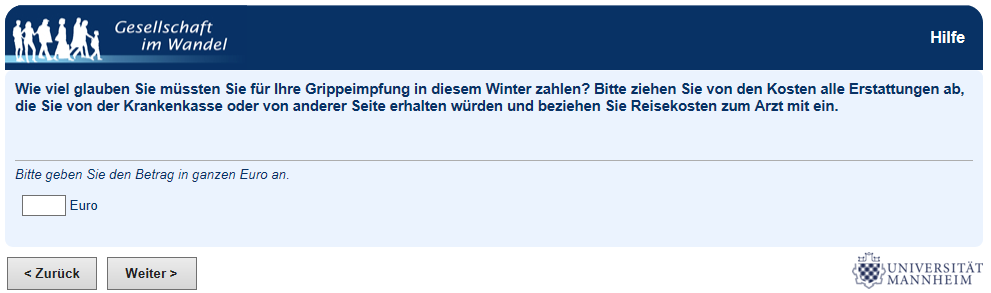 Gesellschaft
im Wandel
Hilfe
Wie viel glauben Sie müssten Sie für Ihre Grippeimpfung in diesem Winter zahlen? Bitte ziehen Sie von den Kosten alle Erstattungen ab,
die Sie von der Krankenkasse oder von anderer Seite erhalten würden und beziehen Sie Reisekosten zum Arzt mit ein.
Bitte geben Sie den Betrag in ganzen Euro an.
Euro
< Zurück
Weiter >
UNIVERSITÄT
MANNHEIM